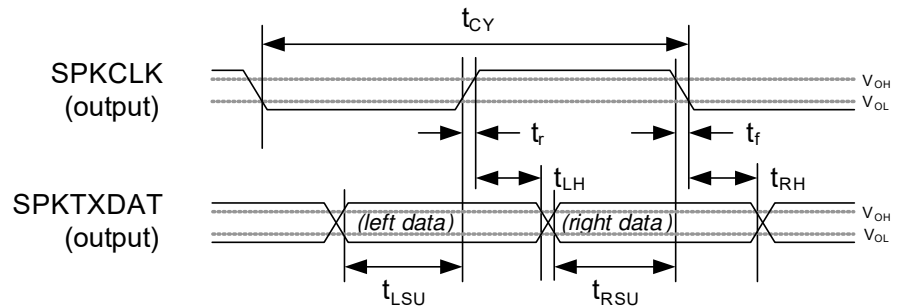 tCY
SPKCLK
(output)
VOH
VOL
tr
tf
tLH
tRH
SPKTXDAT
(output)
(left data)
(right data)
VOH
VOL
tLSU
tRSU